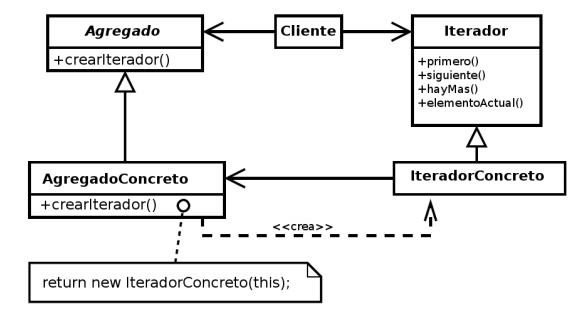 Agregado
+crearIterador()
Cliente
Iterador
+primero()
+siguiente()
+hayMas()
+elementoActual()
AgregadoConcreto
+crearIterador()
IteradorConcreto
<<crea>>
return new IteradorConcreto(this);